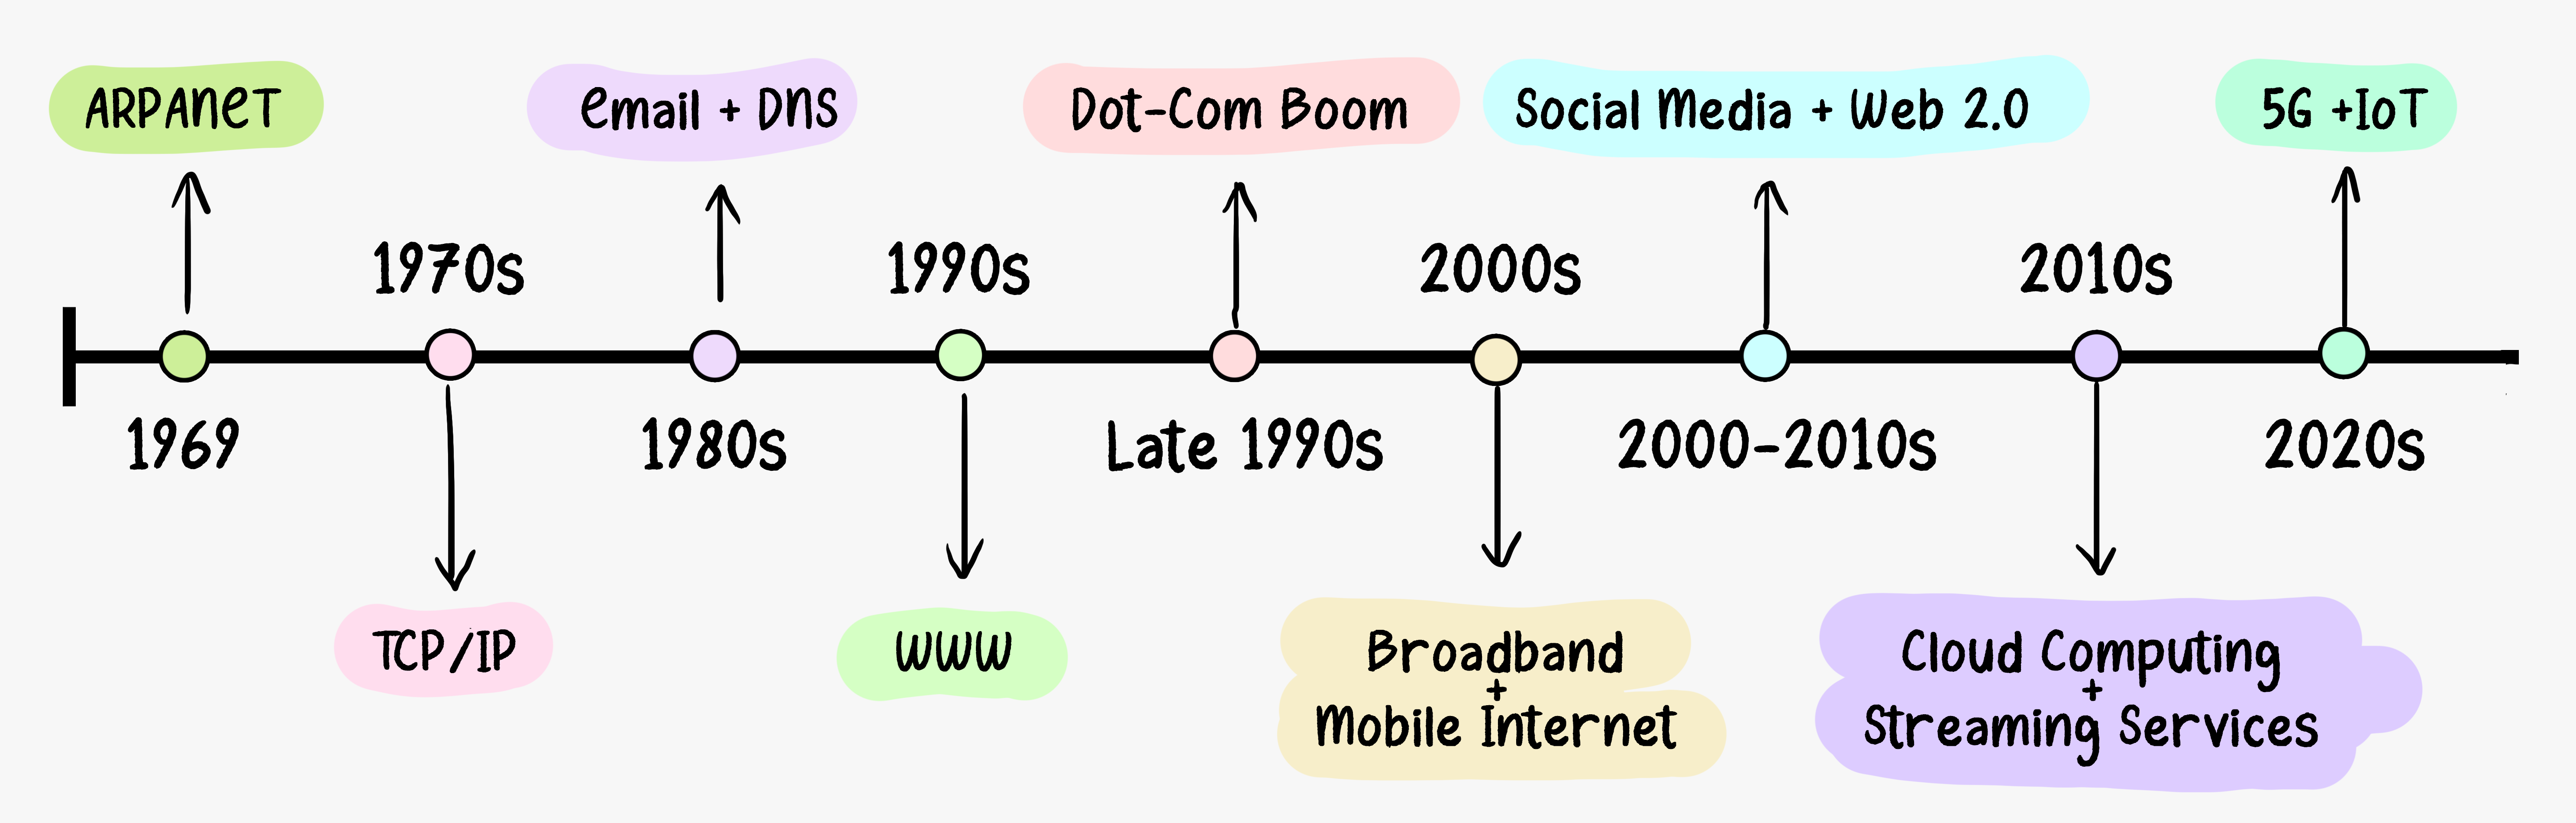 ARPANET
email + DNS
Dot-Com Boom
Social Media + Web 2.0
5G +IoT
1970s
1990s
2000s
2010s
1969
1980s
Late 1990s
2000-2010s
2020s
TCP/IP
WWW
Broadband
+
Mobile Internet
Cloud Computing
+
Streaming Services